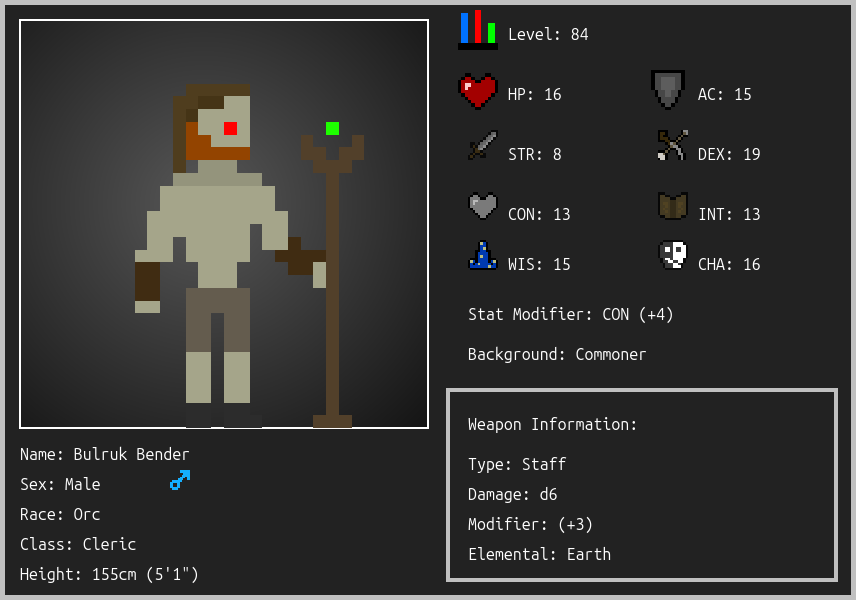 Level: 84
HP: 16
AC: 15
STR: 8
DEX: 19
CON: 13
INT: 13
WIS: 15
CHA: 16
Stat Modifier: CON (+4)
Background: Commoner
Weapon Information:
Type: Staff
Damage: d6
Modifier: (+3)
Elemental: Earth
Name: Bulruk Bender
Sex: Male
Race: Orc
Class: Cleric
Height: 155cm (5'1")